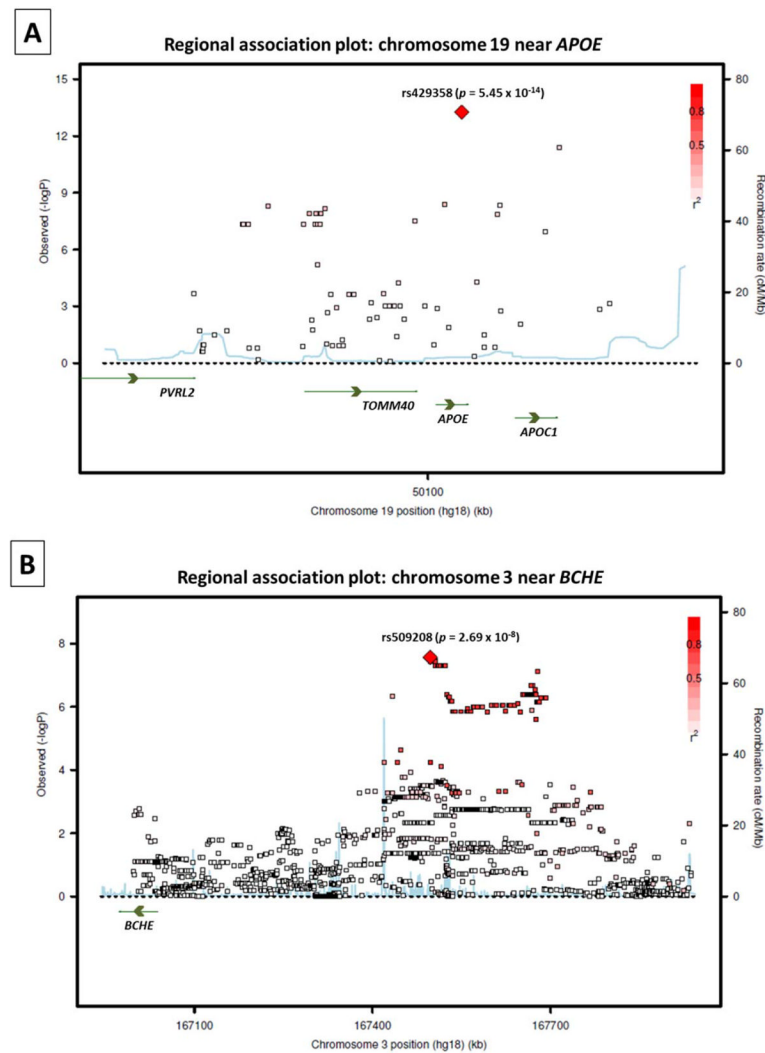 A
Regional association plot: chromosome 19 near APOE
rs429358 (p = 5.45 x 10-14)
15
12
9
6
3
0
Observed (-logP)
80
60
40
20
0
Recombination rate (cM/Mb)
0.8
0.5
r2
PVRL2
TOMM40
APOE
APOC1
50100
Chromosome 19 position (hg18) (kb)
B
Regional association plot: chromosome 3 near BCHE
rs509208 (p = 2.69 x 10-8)
8
6
4
2
0
Observed (-logP)
80
60
40
20
0
Recombination rate (cM/Mb)
0.8
0.5
r2
BCHE
167100 167400 167700
Chromosome 3 position (hg18) (kb)